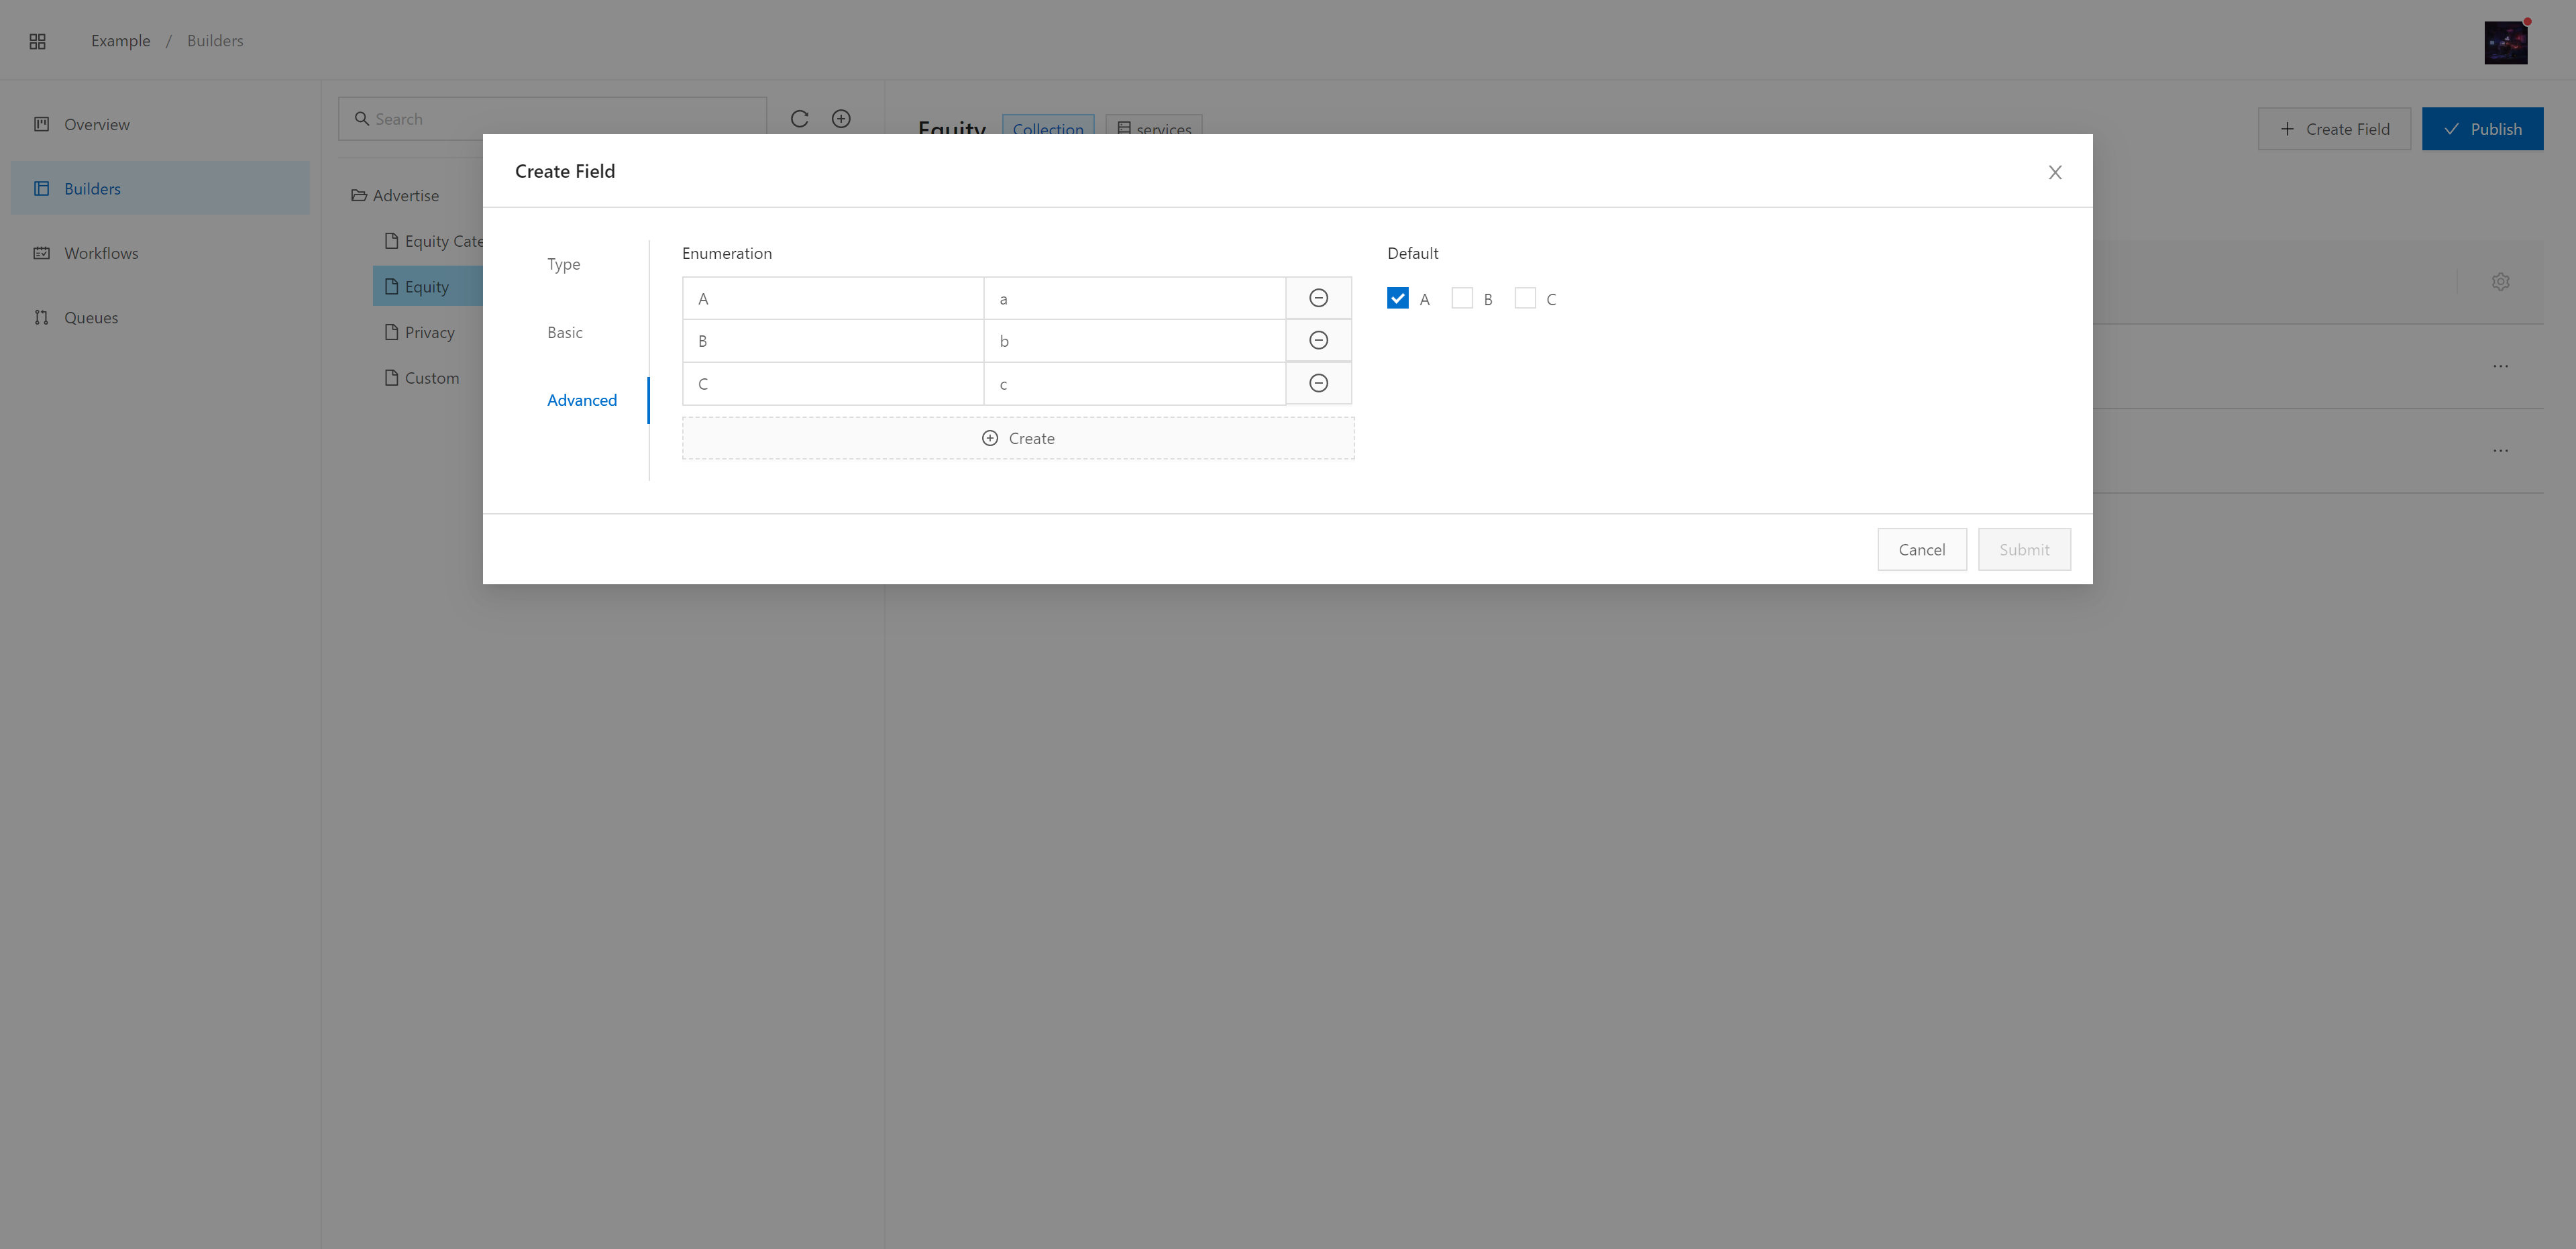 Example / Builders
Overview
Builders
Workflows
Queues
Search
Advertise
Equity Cate
Equity
Privacy
Custom
Equity Collection services
Create Field Publish
Create Field
Type
Basic
Advanced
Enumeration
A a
B b
C c
Create
Default
A B C
Cancel Submit